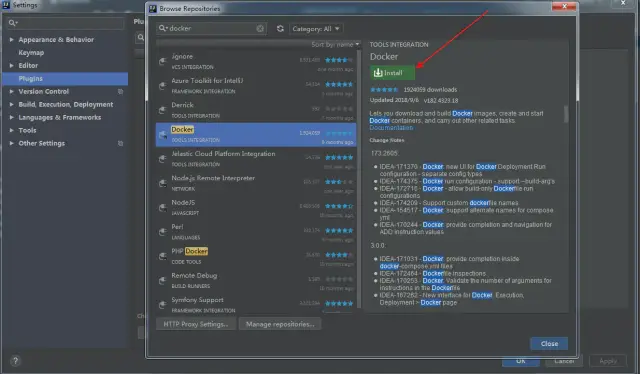 Settings
Browse Repositories
docker
Category: All
Sort by: name
Appearance & Behavior
Keymap
Editor
Plugins
Version Control
Build, Execution, Deployment
Languages & Frameworks
Tools
Other Settings
.ignore
VCS INTEGRATION
Azure Toolkit for IntelliJ
FRAMEWORK INTEGRATION
Derrick
TOOLS INTEGRATION
Docker
TOOLS INTEGRATION
1924059
Jelastic Cloud Platform Integration
TOOLS INTEGRATION
Node.js Remote Interpreter
NETWORK
NodeJS
JAVASCRIPT
Perl
LANGUAGES
PHP Docker
CODE TOOLS
Remote Debug
BUILD-RUNNERS
Symfony Support
FRAMEWORK INTEGRATION
HTTP Proxy Settings...
Manage repositories...
TOOLS INTEGRATION
Docker
Install
1924059 downloads
Updated 2018/9/6 v182.4323.18
Lets you download and build Docker images, create and start
Docker containers, and carry out other related tasks.
Documentation
Change Notes
173.2605
IDEA-171370 - Docker: new UI for Docker Deployment Run
configuration - separate config types
IDEA-174375 - Docker run configuration - support --build-args
IDEA-172716 - Docker - allow build-only Dockerfile run
configurations
IDEA-174209 - Support custom dockerfile names
IDEA-154517 - Docker: Support alternate names for compose
yml
IDEA-170244 - Docker: provide completion and navigation for
ADD instruction values
3.0.0
IDEA-171031 - Docker: provide completion inside
docker-compose.yml files
IDEA-172464 - Dockerfile inspections
IDEA-170253 - Docker: Validate the number of arguments for
instructions in the Dockerfile
IDEA-167262 - New interface for Docker. Execution,
Deployment > Docker page
Close
OK
Cancel
Apply